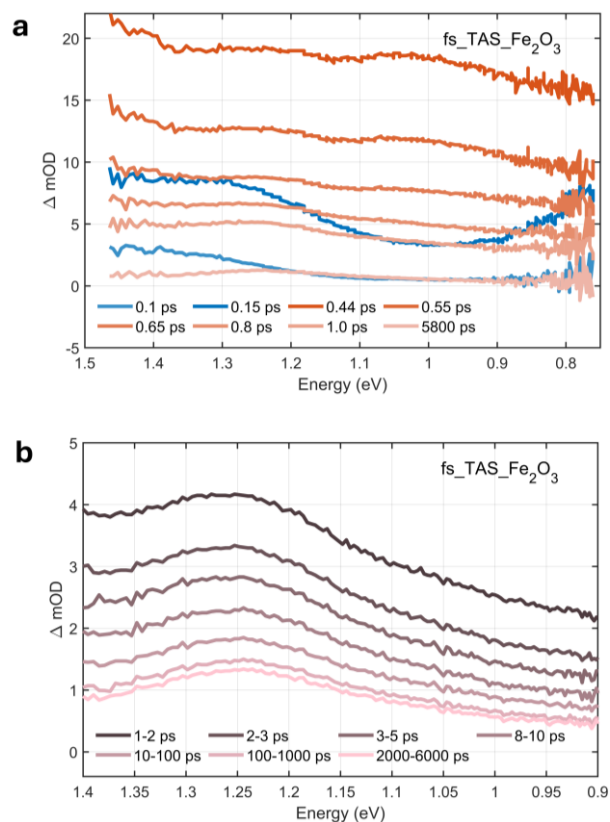 a
fs_TAS_Fe₂O₃
20
15
10
5
0
-5
Δ mOD
0.1 ps 0.15 ps 0.44 ps 0.55 ps
0.65 ps 0.8 ps 1.0 ps 5800 ps
1.5 1.4 1.3 1.2 1.1 1 0.9 0.8
Energy (eV)
b
fs_TAS_Fe₂O₃
5
4
3
2
1
0
Δ mOD
1-2 ps 2-3 ps 3-5 ps 8-10 ps
10-100 ps 100-1000 ps 2000-6000 ps
1.4 1.35 1.3 1.25 1.2 1.15 1.1 1.05 1 0.95 0.9
Energy (eV)